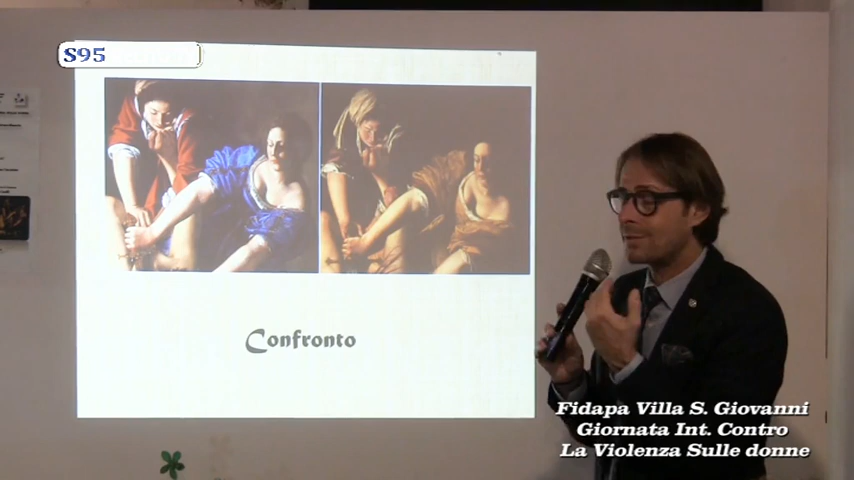 S95
Confronto
Fidapa Villa S. Giovanni
Giornata Int. Contro
La Violenza Sulle donne